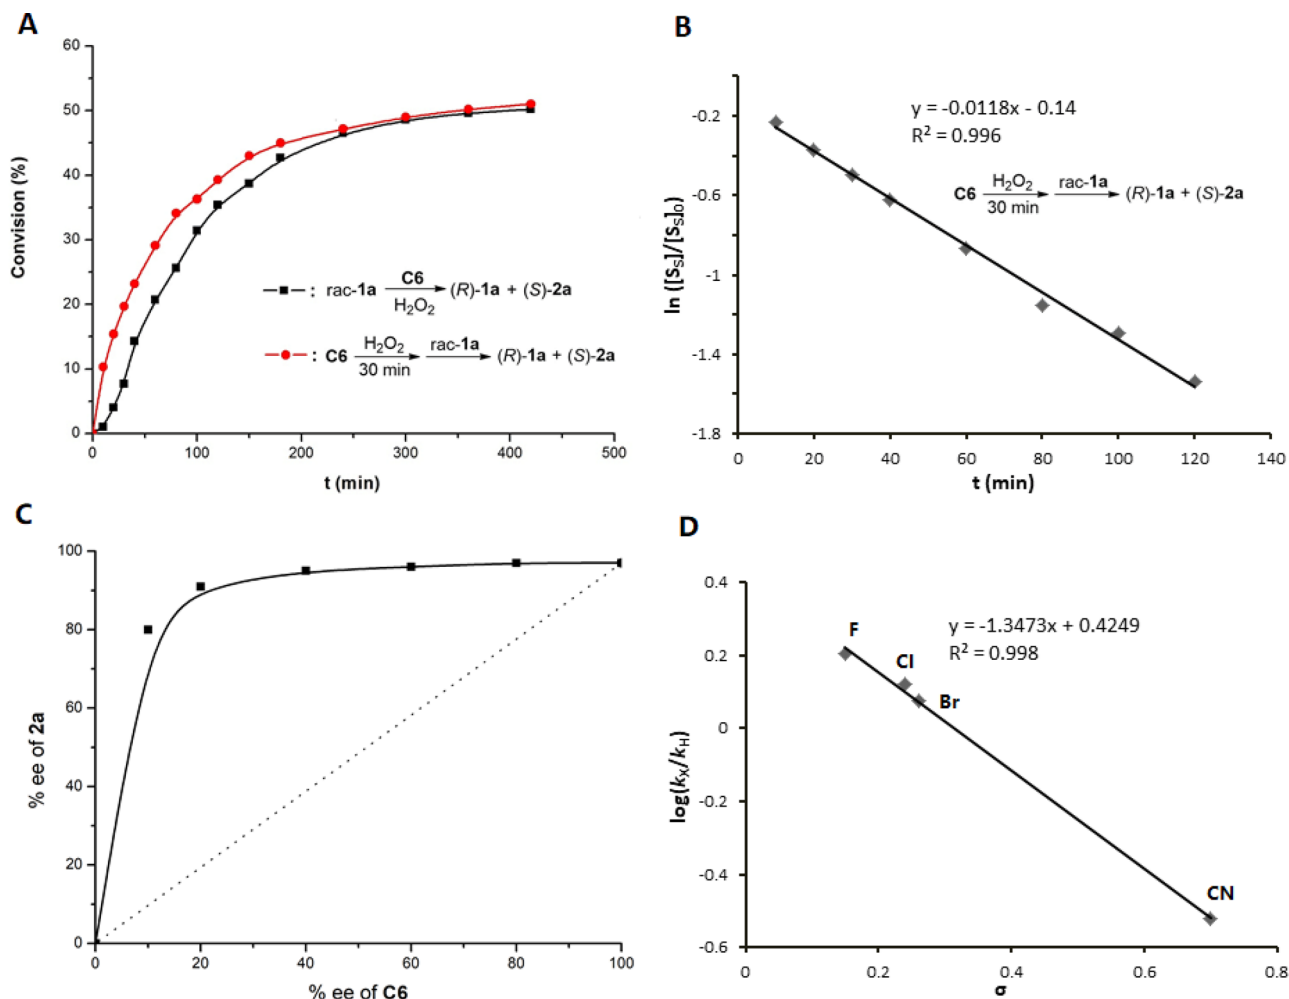 A
60
50
40
30
20
10
0
0 100 200 300 400 500
Convision (%)
t (min)
: rac-1a C6 H₂O₂ (R)-1a + (S)-2a
: C6 H₂O₂ 30 min rac-1a (R)-1a + (S)-2a
B
-0.2
-0.6
-1
-1.4
-1.8
0 20 40 60 80 100 120 140
ln ([Sₛ]/[Sₛ]₀)
t (min)
y = -0.0118x - 0.14
R² = 0.996
C6 H₂O₂ 30 min rac-1a (R)-1a + (S)-2a
C
100
80
60
40
20
0
0 20 40 60 80 100
% ee of 2a
% ee of C6
D
0.4
0.2
0
-0.2
-0.4
-0.6
0 0.2 0.4 0.6 0.8
log(kₓ/k_H)
σ
y = -1.3473x + 0.4249
R² = 0.998
F
Cl
Br
CN